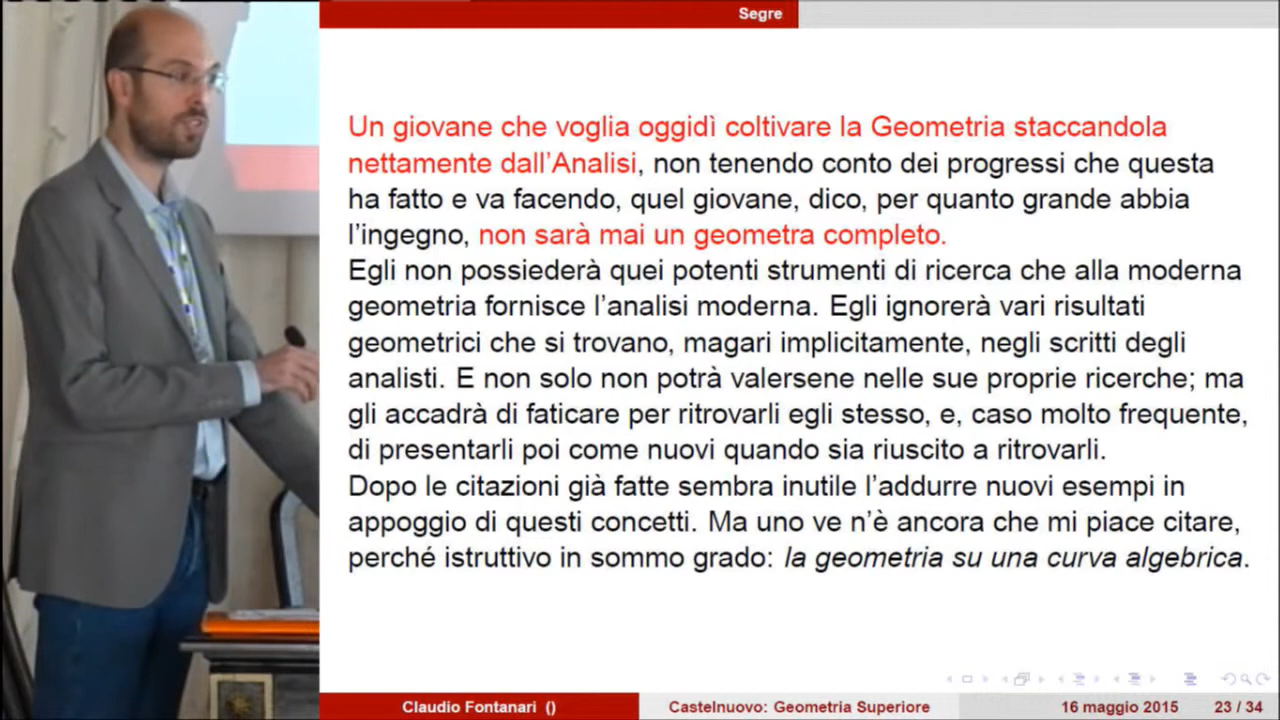 Segre
Un giovane che voglia oggidì coltivare la Geometria staccandola
nettamente dall'Analisi, non tenendo conto dei progressi che questa
ha fatto e va facendo, quel giovane, dico, per quanto grande abbia
l'ingegno, non sarà mai un geometra completo.
Egli non possiederà quei potenti strumenti di ricerca che alla moderna
geometria fornisce l'analisi moderna. Egli ignorerà vari risultati
geometrici che si trovano, magari implicitamente, negli scritti degli
analisti. E non solo non potrà valersene nelle sue proprie ricerche; ma
gli accadrà di faticare per ritrovarli egli stesso, e, caso molto frequente,
di presentarli poi come nuovi quando sia riuscito a ritrovarli.
Dopo le citazioni già fatte sembra inutile l'addurre nuovi esempi in
appoggio di questi concetti. Ma uno ve n'è ancora che mi piace citare,
perché istruttivo in sommo grado: la geometria su una curva algebrica.
Claudio Fontanari () Castelnuovo: Geometria Superiore 16 maggio 2015 23 / 34